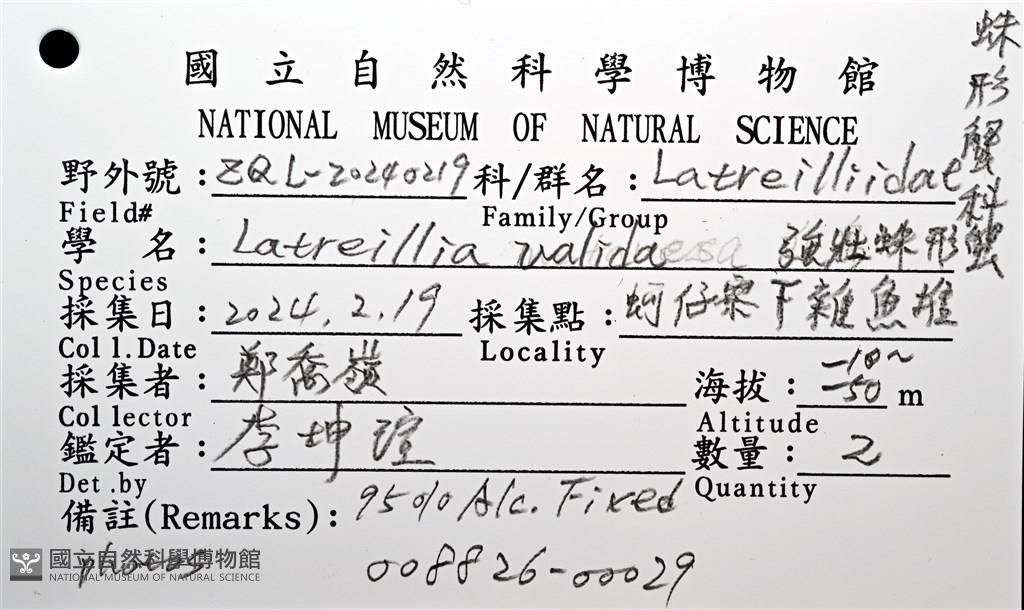 國立自然科學博物館
NATIONAL MUSEUM OF NATURAL SCIENCE
蛛形蟹科
野外號：ZQL-20240219 科/群名：Latreilliidae
Field# Family/Group
學名：Latreillia valida 強壯蛛形蟹
Species
採集日：2024.2.19 採集點：蚵仔寮下雜魚堆
Coll.Date Locality
採集者：鄭喬嶺 海拔：-10~-50 m
Collector Altitude
鑑定者：李坤瑄 數量：2
Det.by Quantity
備註(Remarks)：95% Alc. Fixed
photos 008826-00029
國立自然科學博物館
NATIONAL MUSEUM OF NATURAL SCIENCE